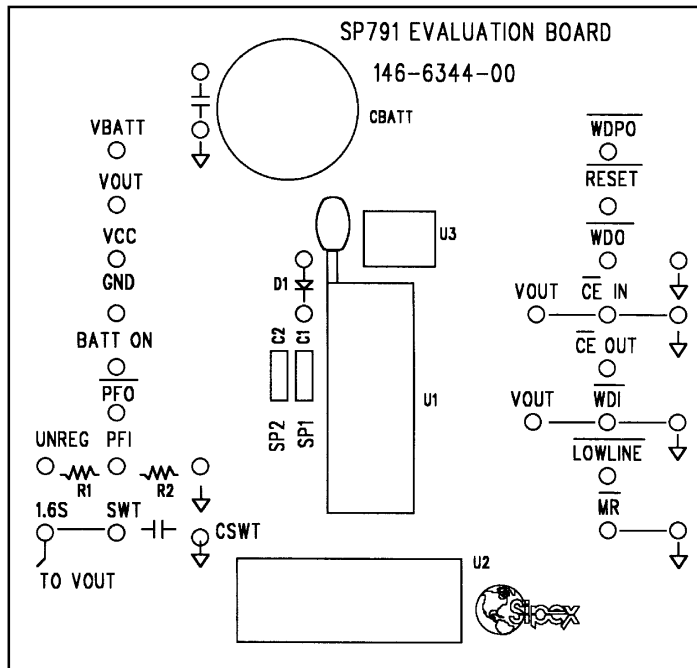 SP791 EVALUATION BOARD
146-6344-00
CBATT
VBATT
VOUT
VCC
GND
BATT ON
PFO
UNREG PFI
R1 R2
1.6S SWT
CSWT
TO VOUT
U3
D1
C2 C1
SP2 SP1
U1
U2
Sipex
WDPO
RESET
WDO
VOUT CE IN
CE OUT
VOUT WDI
LOWLINE
MR